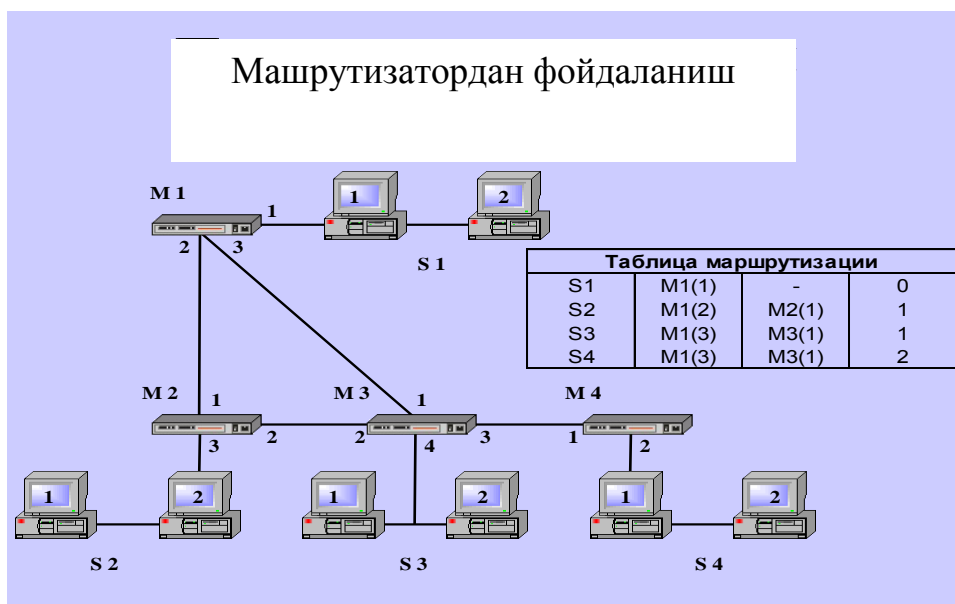 Машрутизатордан фойдаланиш
М 1
1
2
3
1
2
S 1
Таблица маршрутизации
S1 M1(1) - 0
S2 M1(2) M2(1) 1
S3 M1(3) M3(1) 1
S4 M1(3) M3(1) 2
М 2
1
2
3
М 3
1
2
4
3
М 4
1
2
1
2
S 2
1
2
S 3
1
2
S 4